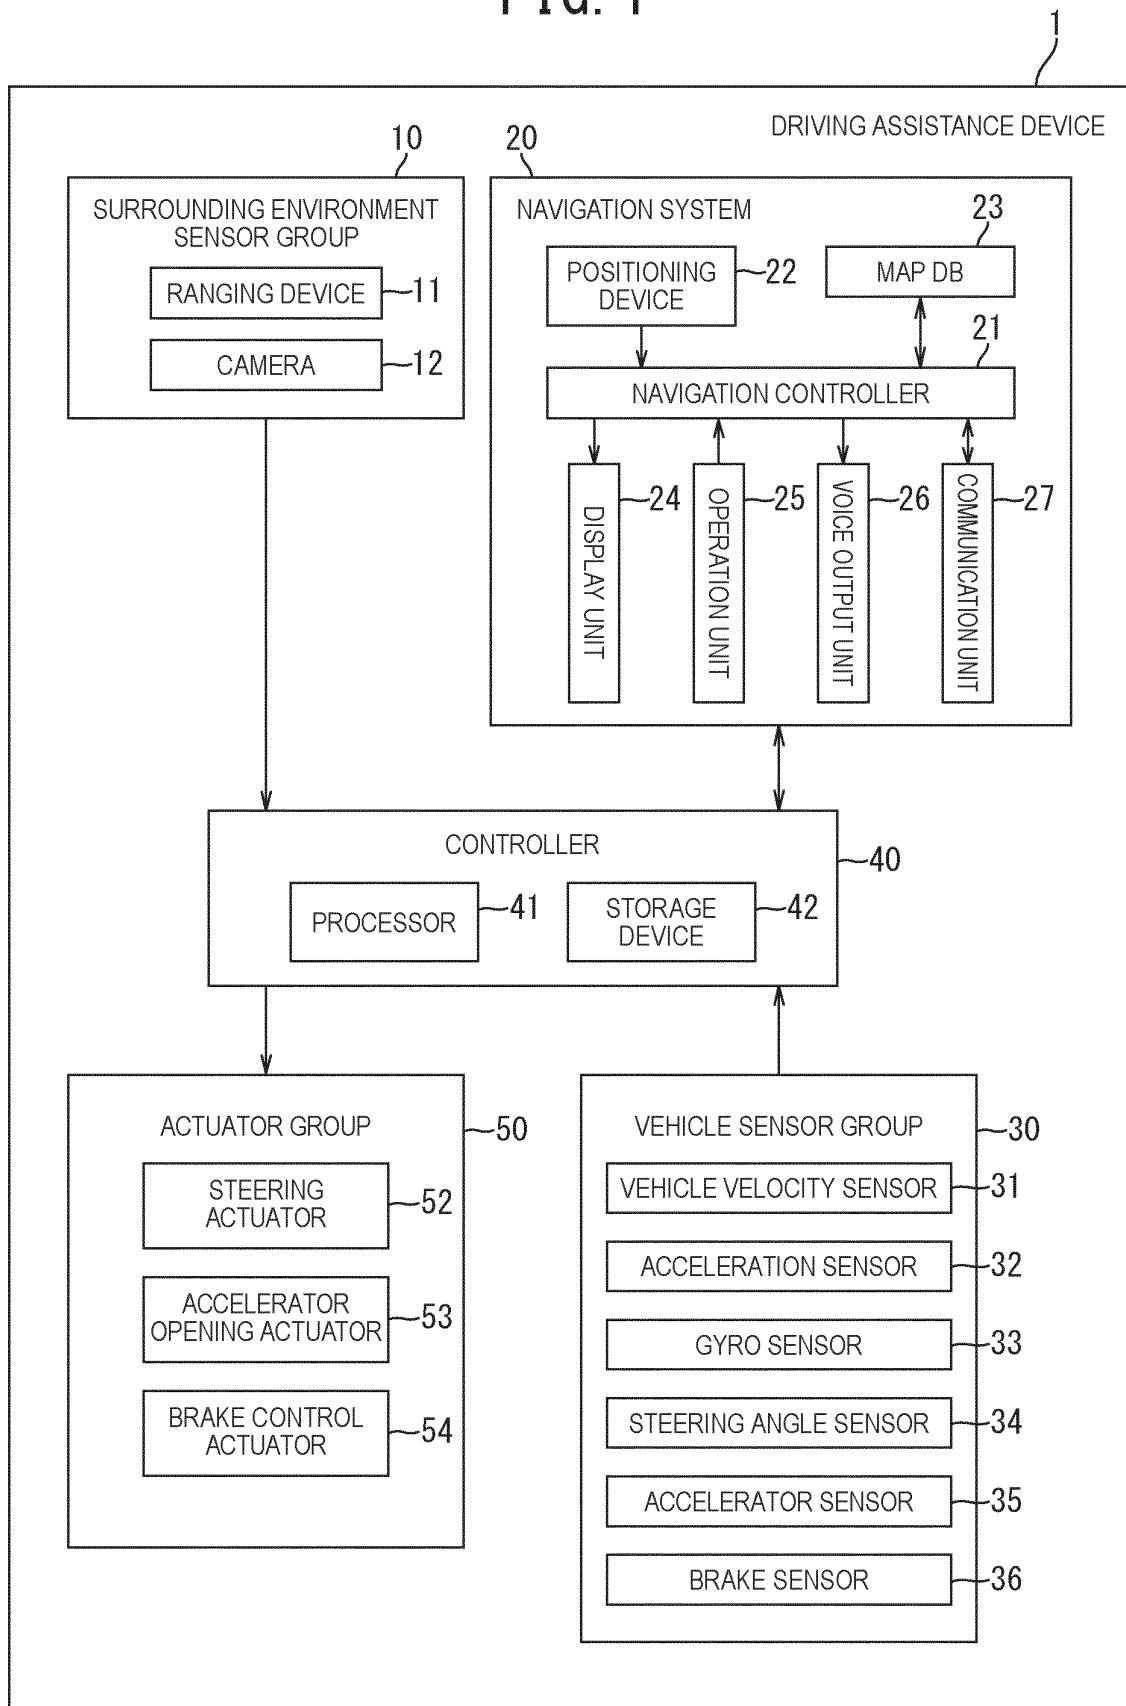 FIG. 1
1
DRIVING ASSISTANCE DEVICE
10
SURROUNDING ENVIRONMENT
SENSOR GROUP
RANGING DEVICE
11
CAMERA
12
20
NAVIGATION SYSTEM
POSITIONING
DEVICE
22
23
MAP DB
21
NAVIGATION CONTROLLER
DISPLAY UNIT
24
OPERATION UNIT
25
VOICE OUTPUT UNIT
26
COMMUNICATION UNIT
27
CONTROLLER
40
PROCESSOR
41
STORAGE
DEVICE
42
ACTUATOR GROUP
50
STEERING
ACTUATOR
52
ACCELERATOR
OPENING ACTUATOR
53
BRAKE CONTROL
ACTUATOR
54
VEHICLE SENSOR GROUP
30
VEHICLE VELOCITY SENSOR
31
ACCELERATION SENSOR
32
GYRO SENSOR
33
STEERING ANGLE SENSOR
34
ACCELERATOR SENSOR
35
BRAKE SENSOR
36